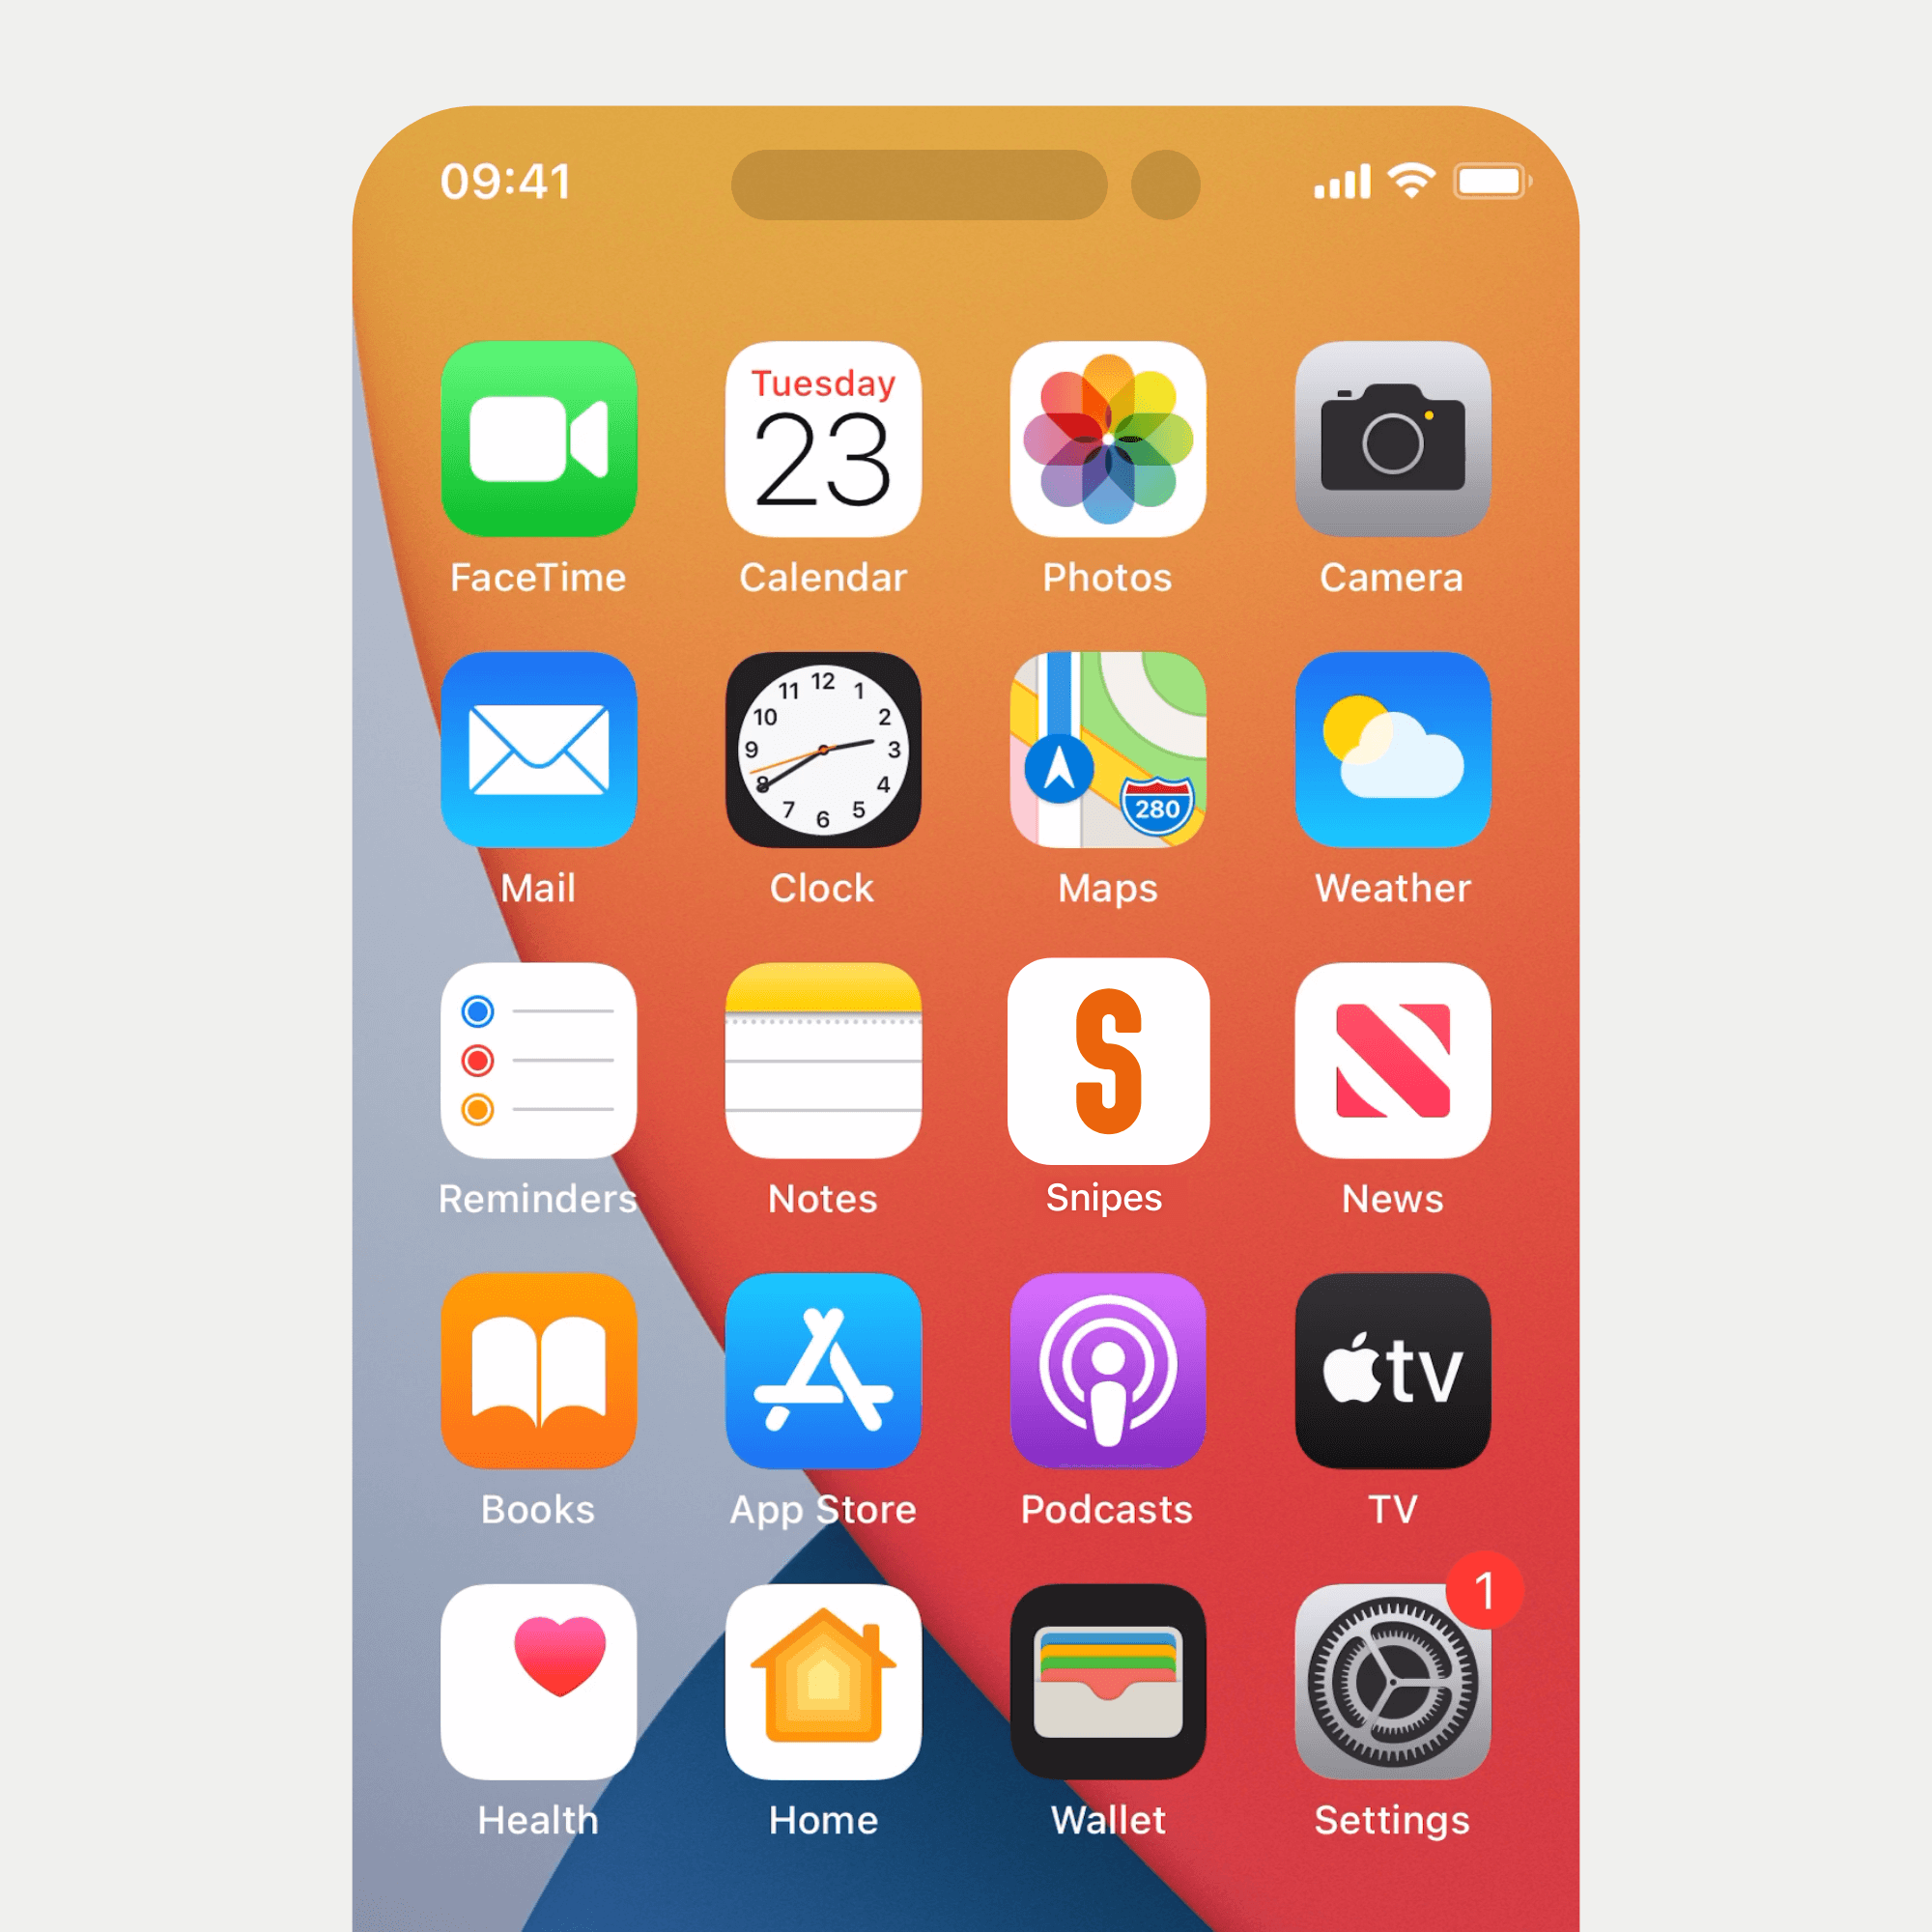 09:41
Tuesday
23
FaceTime
Calendar
Photos
Camera
12
11
1
10
2
9
3
8
4
7
5
6
280
Mail
Clock
Maps
Weather
S
Reminders
Notes
Snipes
News
tv
Books
App Store
Podcasts
TV
1
Health
Home
Wallet
Settings